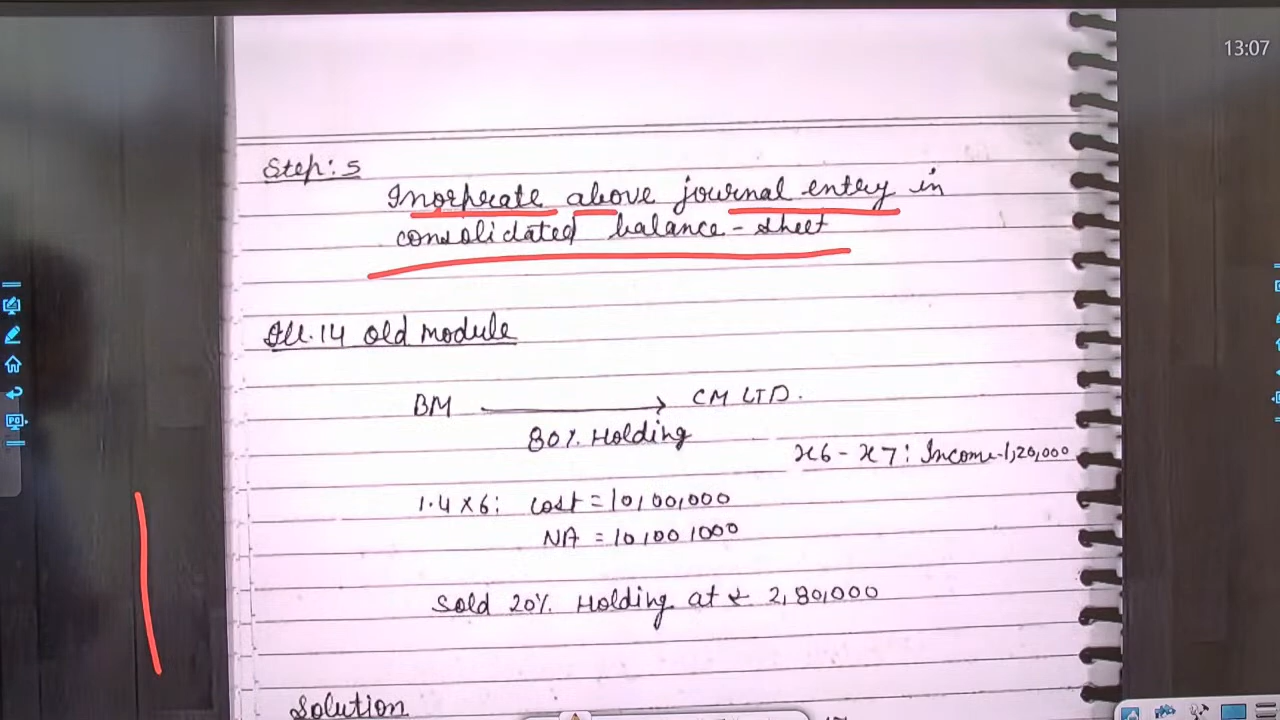 13:07
Step: 5
Inorperate above journal entry in
consolidated balance - sheet
Ill. 14 old module
BM → CM LTD.
80% Holding
x6 - x7 : Income - 1,20,000
1.4 x 6 : cost = 10,00,000
NA = 10,00,000
Sold 20% Holding at ₹ 2,80,000
Solution